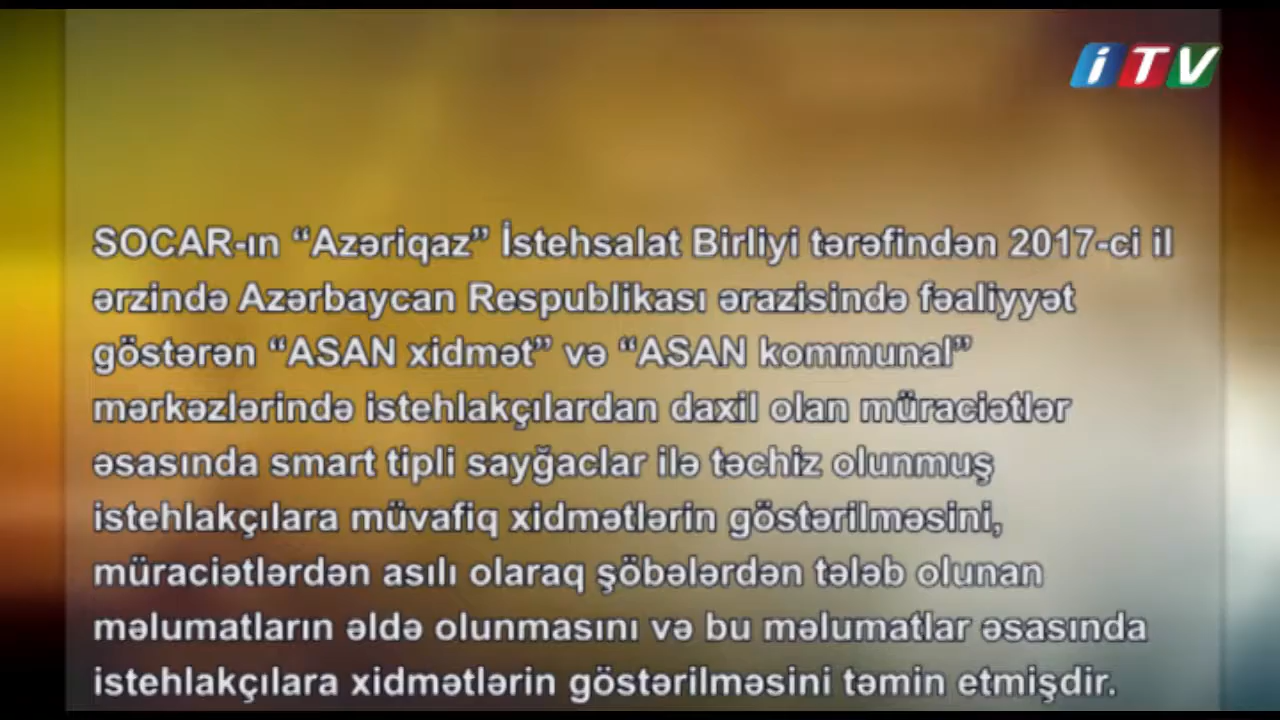 iTV
SOCAR-ın “Azəriqaz” İstehsalat Birliyi tərəfindən 2017-ci il
ərzində Azərbaycan Respublikası ərazisində fəaliyyət
göstərən “ASAN xidmət” və “ASAN kommunal”
mərkəzlərində istehlakçılardan daxil olan müraciətlər
əsasında smart tipli sayğaclar ilə təchiz olunmuş
istehlakçılara müvafiq xidmətlərin göstərilməsini,
müraciətlərdən asılı olaraq şöbələrdən tələb olunan
məlumatların əldə olunmasını və bu məlumatlar əsasında
istehlakçılara xidmətlərin göstərilməsini təmin etmişdir.